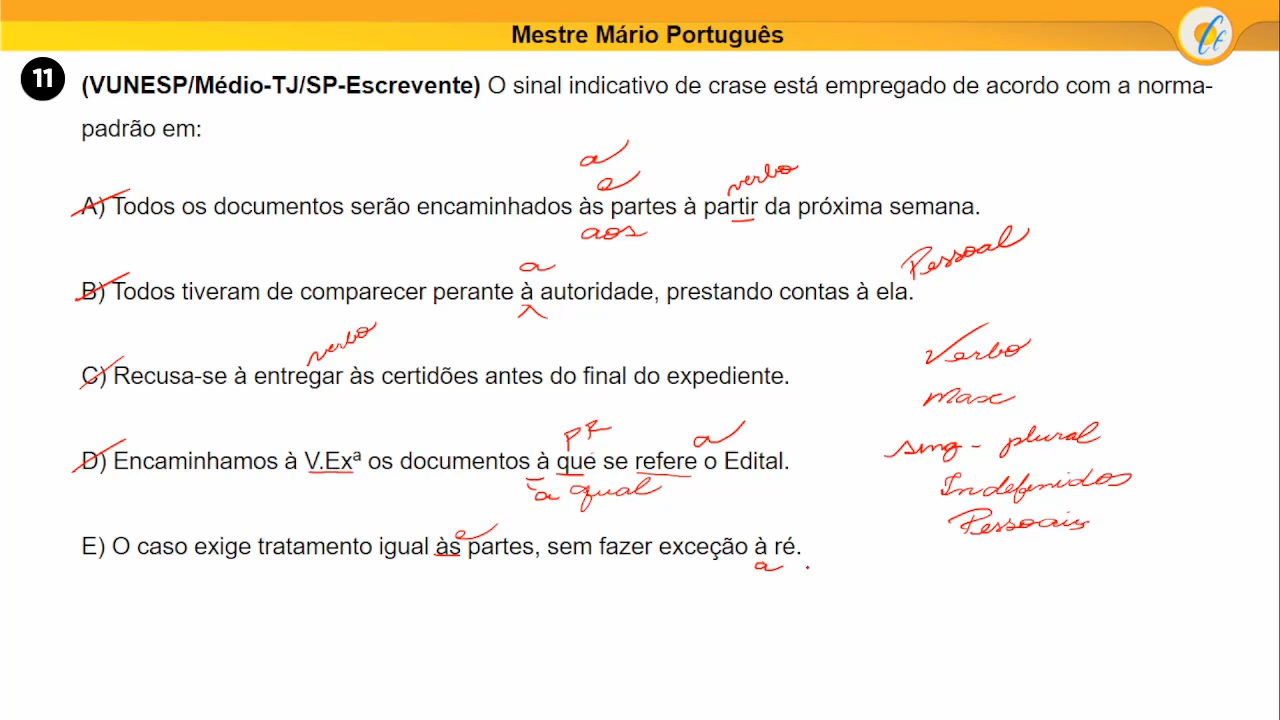 Mestre Mário Português
11
(VUNESP/Médio-TJ/SP-Escrevente) O sinal indicativo de crase está empregado de acordo com a norma-
padrão em:
a
a verbo
A) Todos os documentos serão encaminhados às partes à partir da próxima semana.
aos
a Pessoal
B) Todos tiveram de comparecer perante à autoridade, prestando contas à ela.
verbo
Verbo
C) Recusa-se à entregar às certidões antes do final do expediente.
masc
PR a sing - plural
D) Encaminhamos à V.Exª os documentos à que se refere o Edital.
a qual Indefinidos
Pessoais
a
E) O caso exige tratamento igual às partes, sem fazer exceção à ré.
a